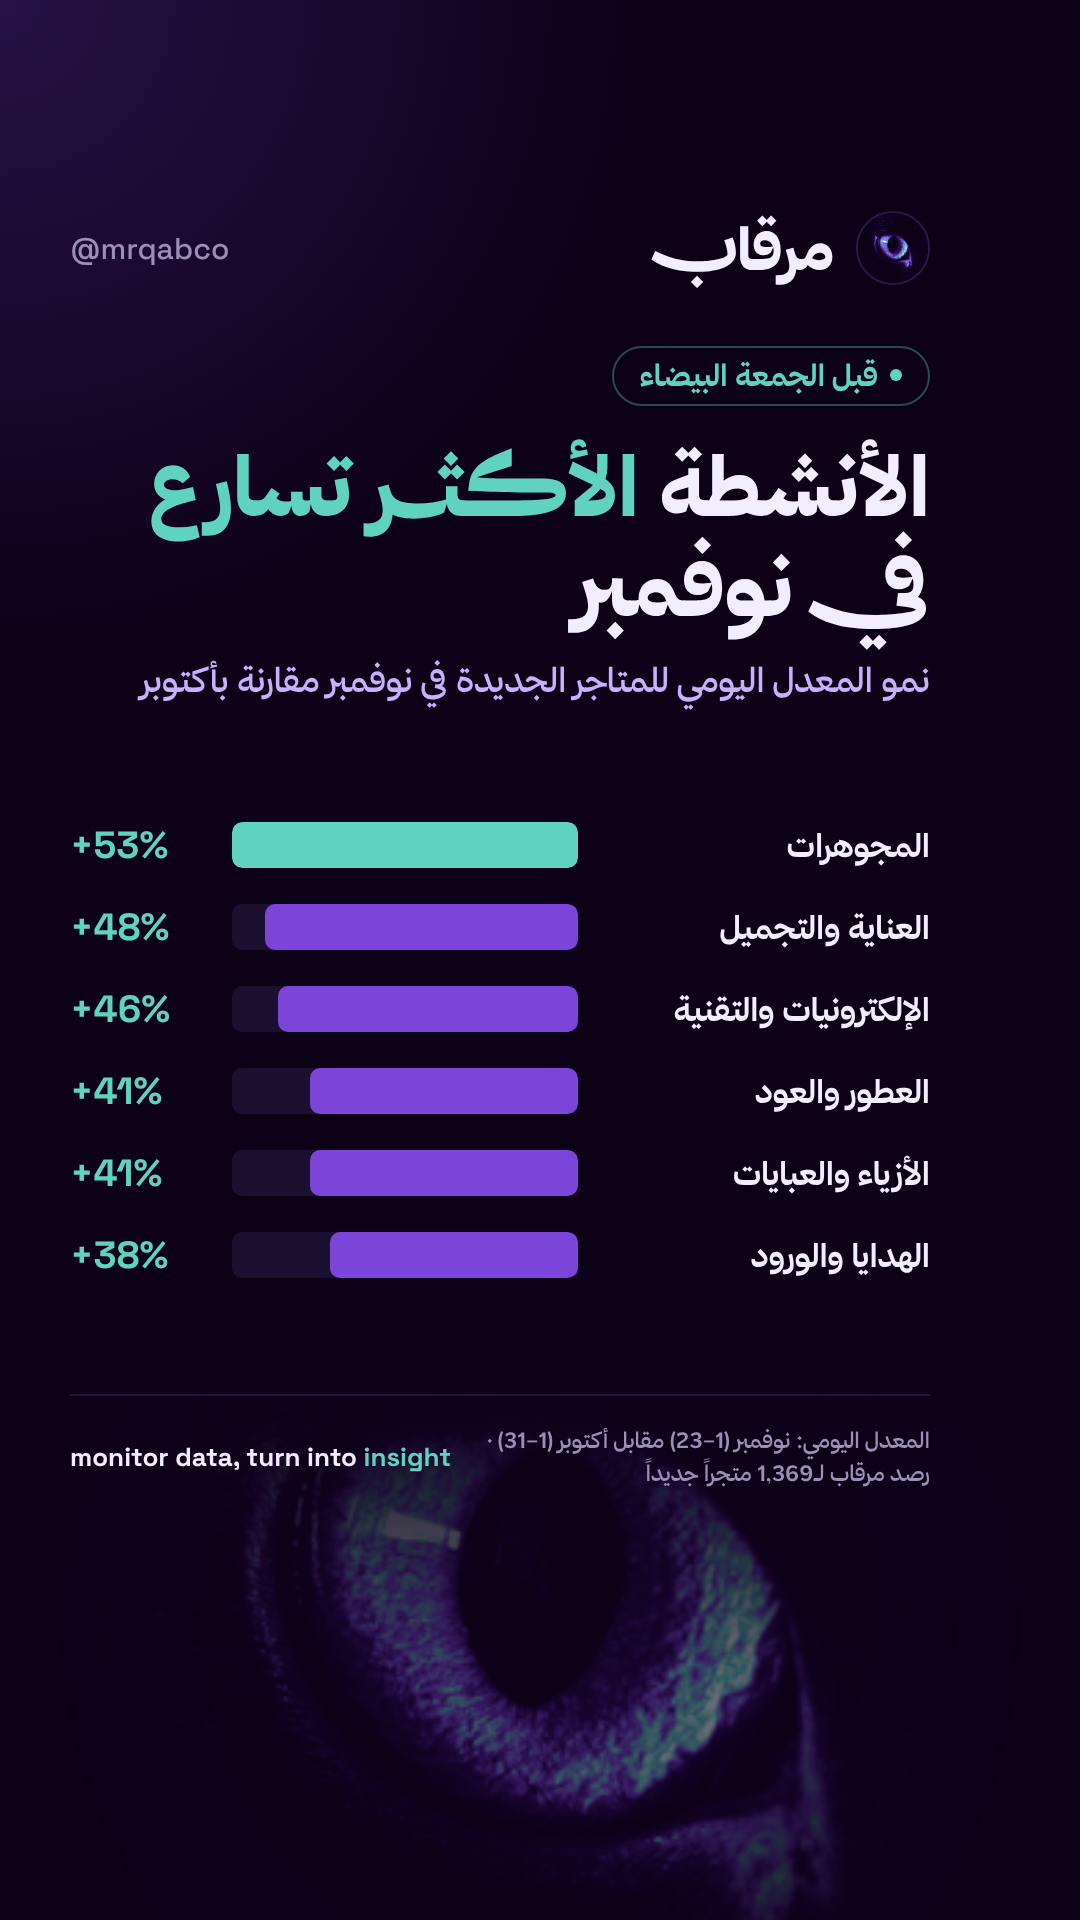 مرقاب
@mrqabco
قبل الجمعة البيضاء
الأنشطة الأكثر تسارع
في نوفمبر
نمو المعدل اليومي للمتاجر الجديدة في نوفمبر مقارنة بأكتوبر
المجوهرات +53%
العناية والتجميل +48%
الإلكترونيات والتقنية +46%
العطور والعود +41%
الأزياء والعبايات +41%
الهدايا والورود +38%
المعدل اليومي: نوفمبر (1–23) مقابل أكتوبر (1–31) ·
رصد مرقاب لـ1,369 متجراً جديداً
monitor data, turn into insight